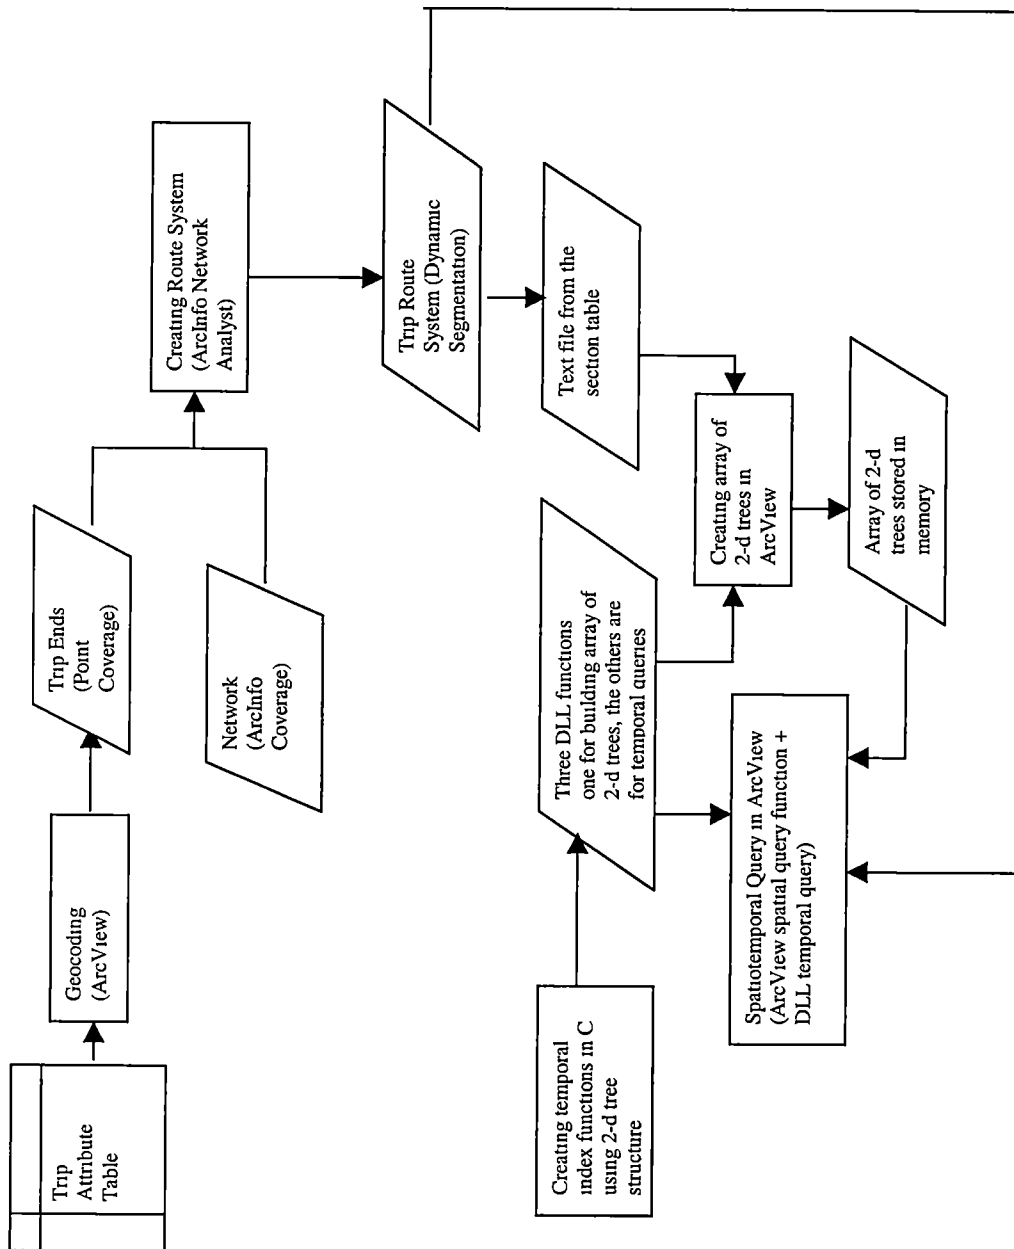 Trip
Attribute
Table
Geocoding
(ArcView)
Trip Ends
(Point
Coverage)
Network
(ArcInfo
Coverage)
Creating Route System
(ArcInfo Network
Analyst)
Trip Route
System (Dynamic
Segmentation)
Text file from the
section table
Creating temporal
index functions in C
using 2-d tree
structure
Three DLL functions
one for building array of
2-d trees, the others are
for temporal queries
Creating array of
2-d trees in
ArcView
Array of 2-d
trees stored in
memory
Spatiotemporal Query in ArcView
(ArcView spatial query function +
DLL temporal query)